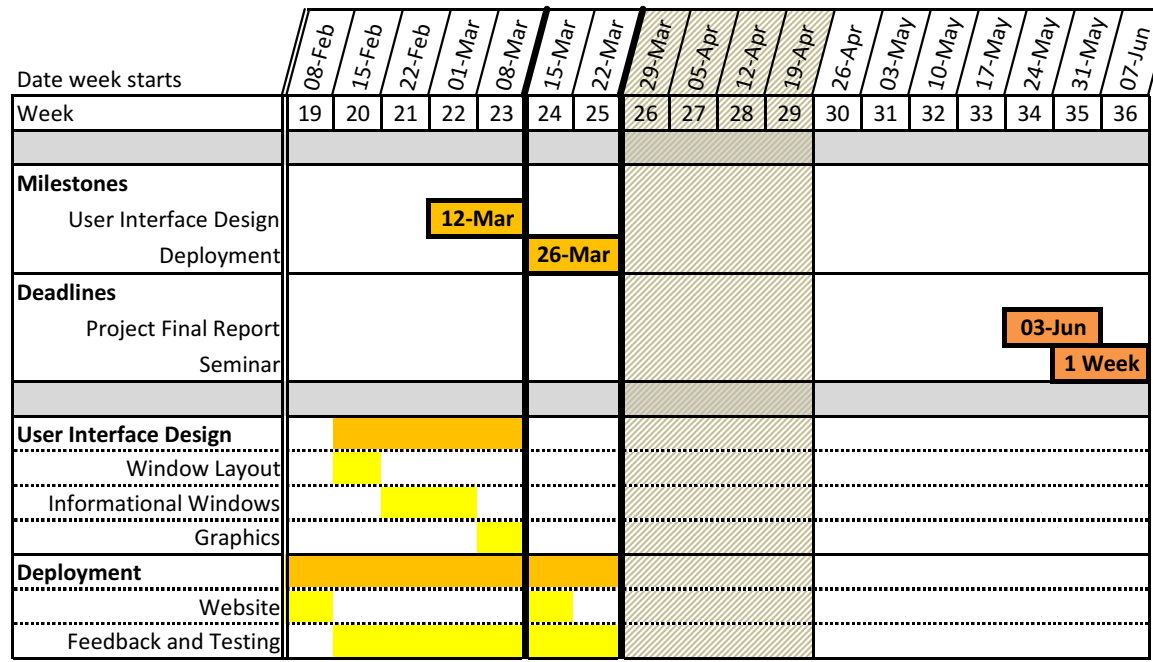 Date week starts 08-Feb 15-Feb 22-Feb 01-Mar 08-Mar 15-Mar 22-Mar 29-Mar 05-Apr 12-Apr 19-Apr 26-Apr 03-May 10-May 17-May 24-May 31-May 07-Jun
Week 19 20 21 22 23 24 25 26 27 28 29 30 31 32 33 34 35 36
Milestones
User Interface Design 12-Mar
Deployment 26-Mar
Deadlines
Project Final Report 03-Jun
Seminar 1 Week
User Interface Design
Window Layout
Informational Windows
Graphics
Deployment
Website
Feedback and Testing